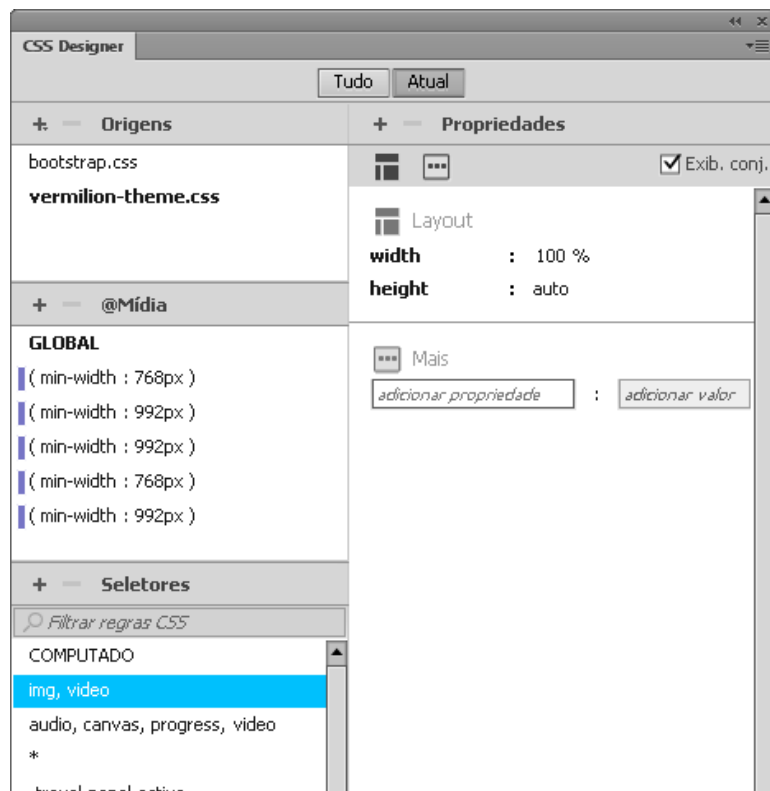 CSS Designer
Tudo
Atual
+ Origens
bootstrap.css
vermilion-theme.css
+ @Mídia
GLOBAL
( min-width : 768px )
( min-width : 992px )
( min-width : 992px )
( min-width : 768px )
( min-width : 992px )
+ Seletores
Filtrar regras CSS
COMPUTADO
img, video
audio, canvas, progress, video
*
+ Propriedades
Exib. conj.
Layout
width : 100 %
height : auto
Mais
adicionar propriedade : adicionar valor